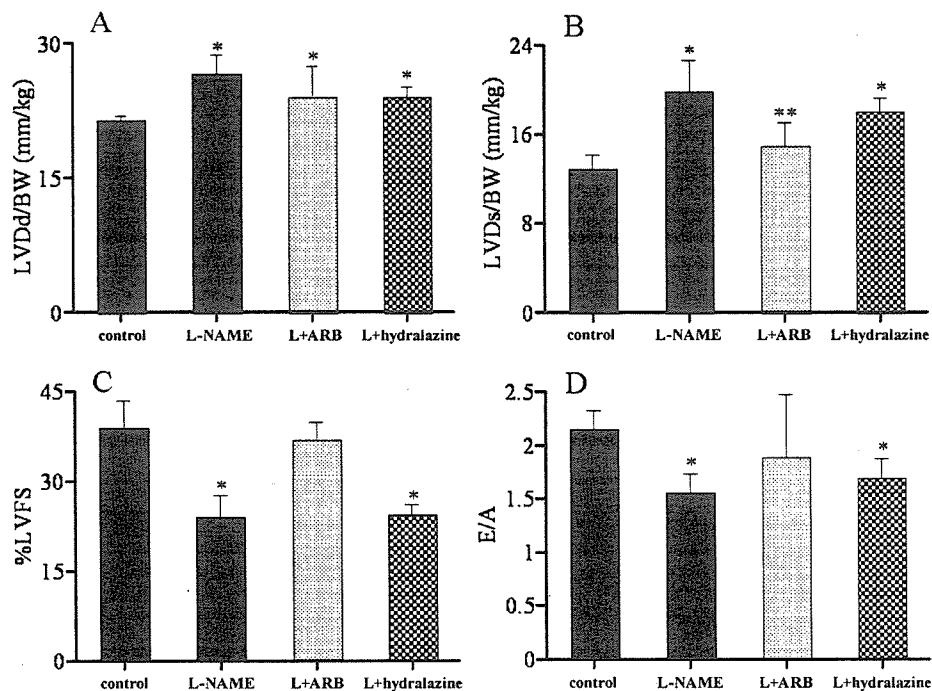 A
LVDd/BW (mm/kg)
30
15
0
*
*
*
control L-NAME L+ARB L+hydralazine
B
LVDs/BW (mm/kg)
24
16
8
0
*
**
*
control L-NAME L+ARB L+hydralazine
C
%LVFS
45
30
15
0
*
*
control L-NAME L+ARB L+hydralazine
D
E/A
2.5
2
1.5
1
0.5
0
*
*
control L-NAME L+ARB L+hydralazine